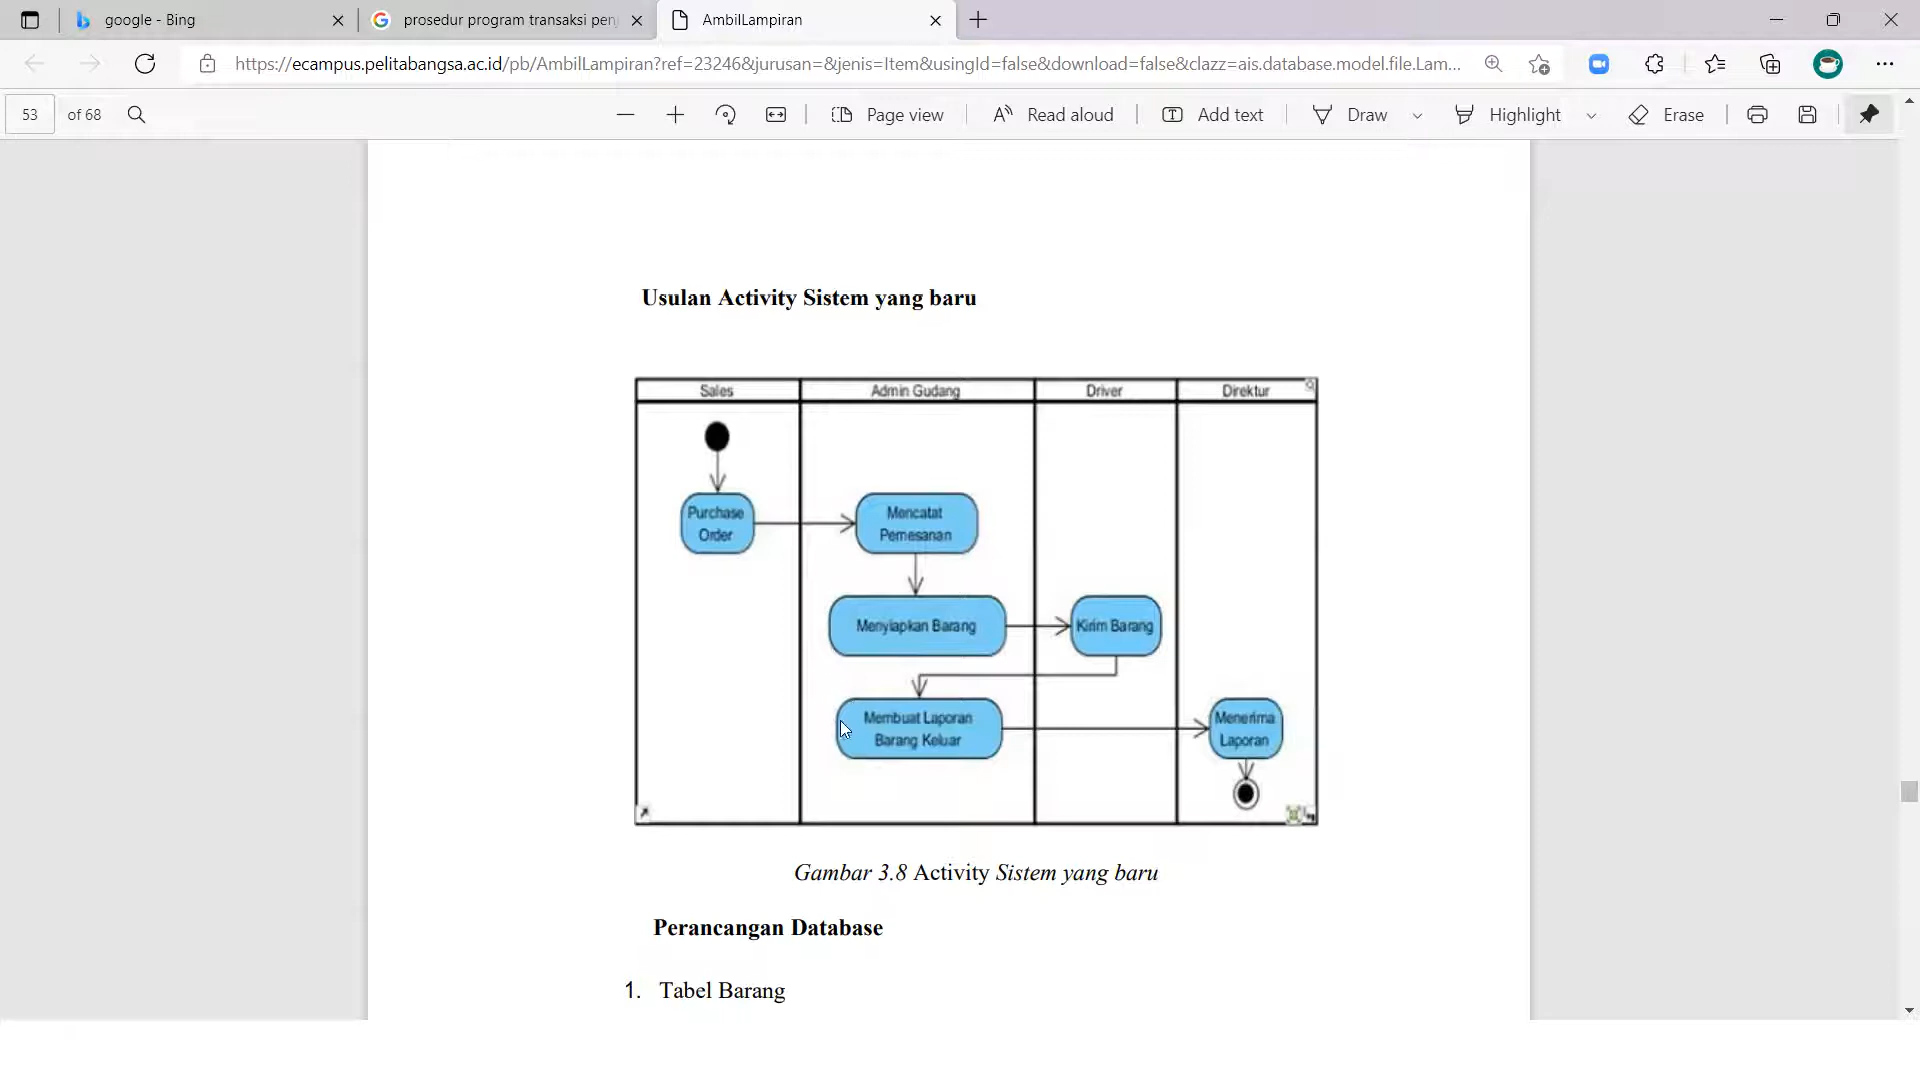 google - Bing
prosedur program transaksi penj
AmbilLampiran
https://ecampus.pelitabangsa.ac.id/pb/AmbilLampiran?ref=23246&jurusan=&jenis=Item&usingId=false&download=false&clazz=ais.database.model.file.Lam...
53 of 68 Page view Read aloud Add text Draw Highlight Erase
Usulan Activity Sistem yang baru
Sales Admin Gudang Driver Direktur
Purchase
Order
Mencatat
Pemesanan
Menyiapkan Barang
Kirim Barang
Membuat Laporan
Barang Keluar
Menerima
Laporan
Gambar 3.8 Activity Sistem yang baru
Perancangan Database
1. Tabel Barang